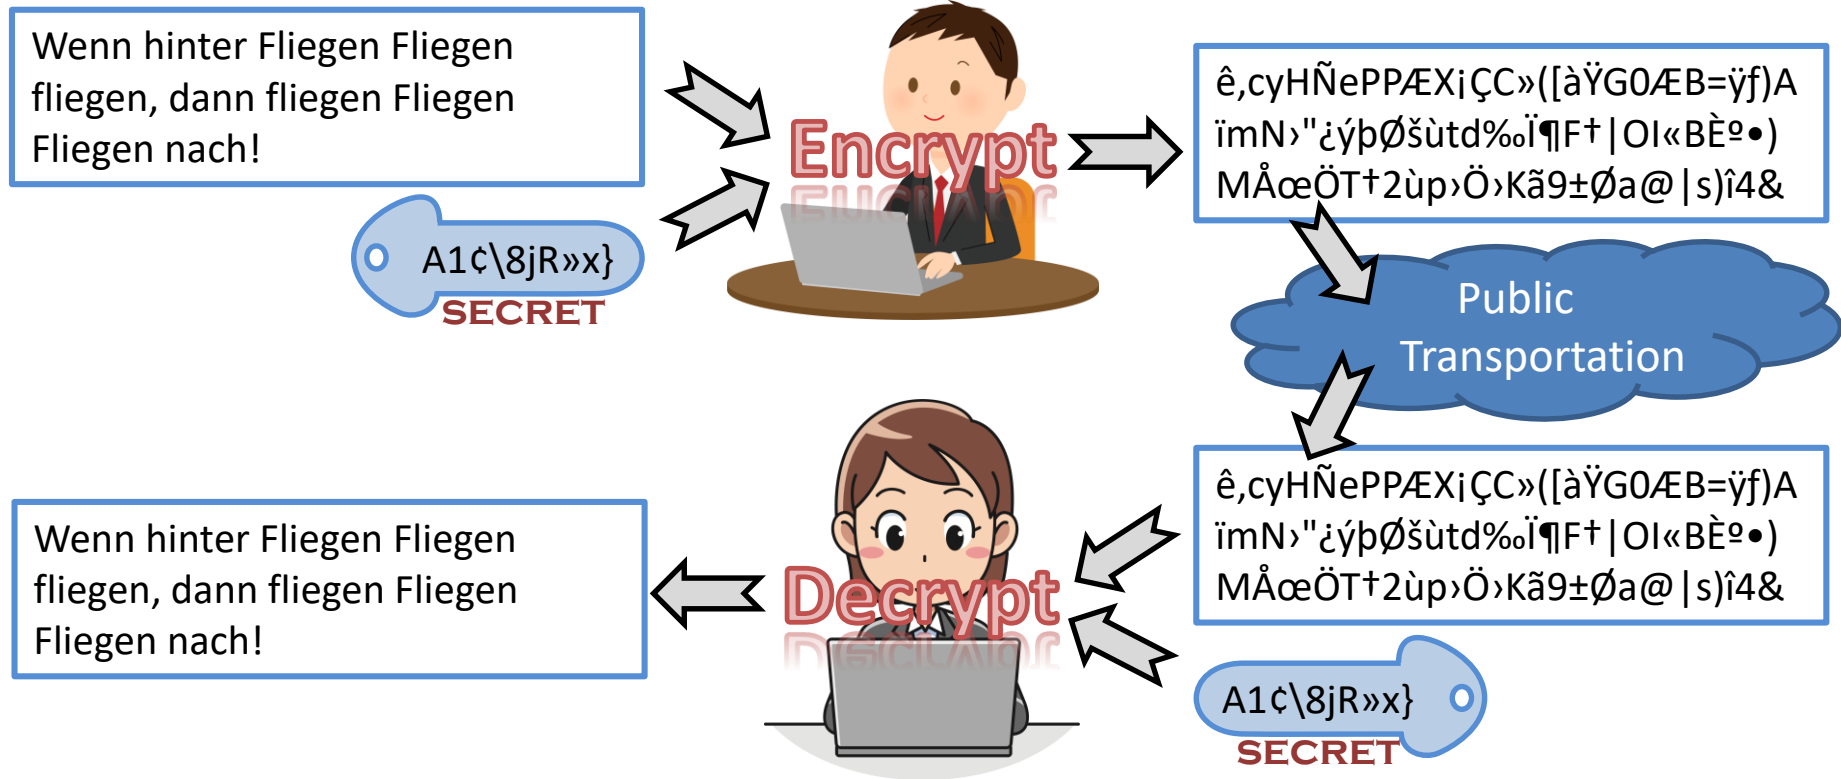 Wenn hinter Fliegen Fliegen
fliegen, dann fliegen Fliegen
Fliegen nach!
A1¢\8jR»x}
SECRET
Encrypt
ê,cyHÑePPÆX¡ÇC»([àŸG0ÆB=ÿƒ)A
ïmN›"¿ýþØšùtd‰Ï¶F†|OI«BÈº•)
MÅœÖT†2ùp›Ö›Kã9±Øa@|s)î4&
Public
Transportation
ê,cyHÑePPÆX¡ÇC»([àŸG0ÆB=ÿƒ)A
ïmN›"¿ýþØšùtd‰Ï¶F†|OI«BÈº•)
MÅœÖT†2ùp›Ö›Kã9±Øa@|s)î4&
A1¢\8jR»x}
SECRET
Decrypt
Wenn hinter Fliegen Fliegen
fliegen, dann fliegen Fliegen
Fliegen nach!